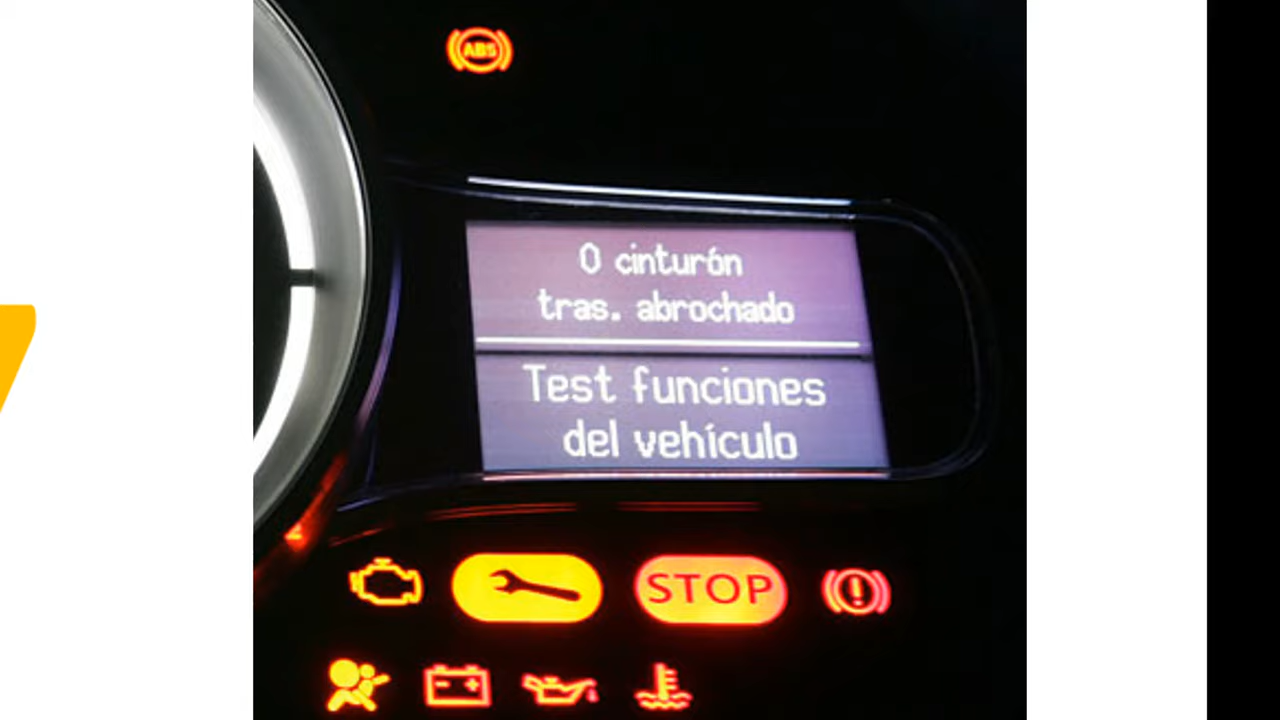 ABS
0 cinturón
tras. abrochado
Test funciones
del vehículo
STOP